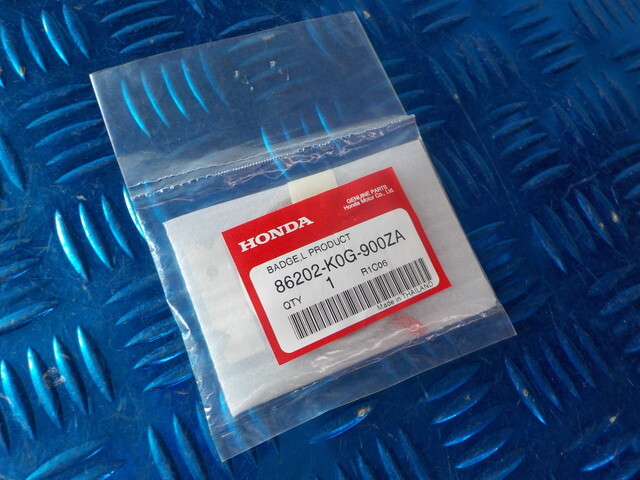 HONDA
GENUINE PARTS
Honda Motor Co., Ltd.
BADGE,L PRODUCT
86202-K0G-900ZA
QTY 1 R1C06
Made in THAILAND